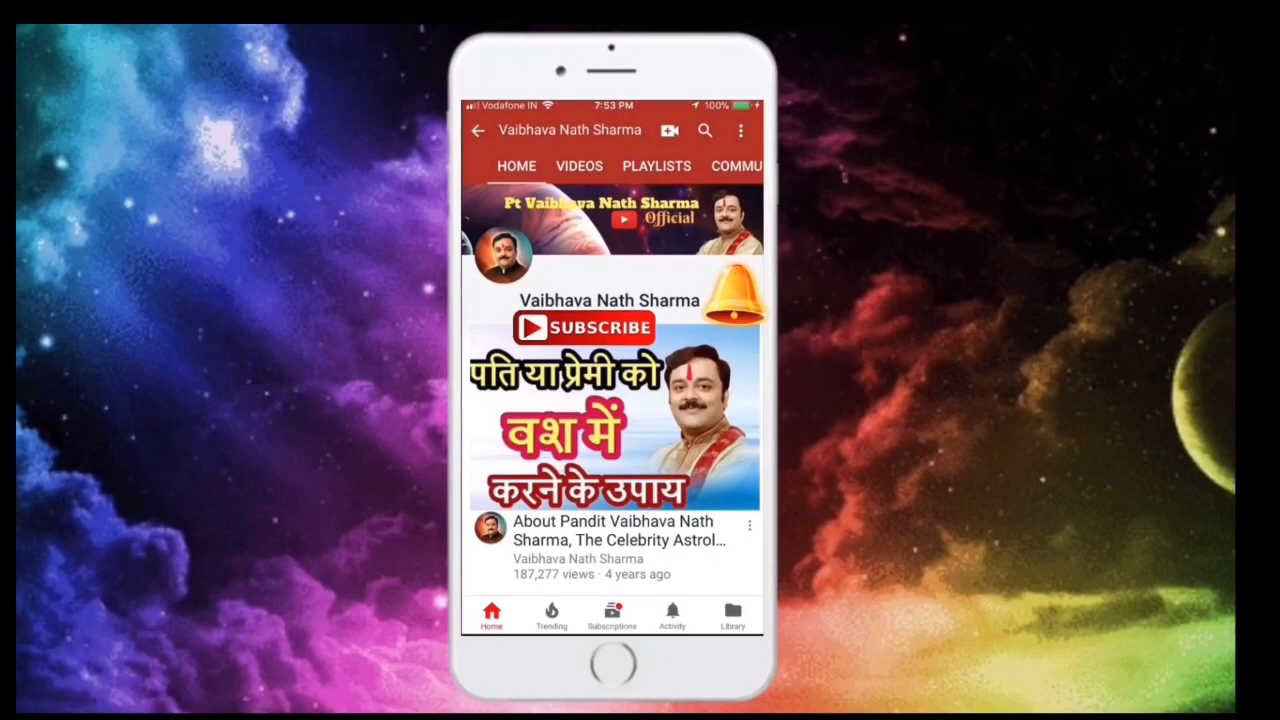 Vodafone IN 7:53 PM 100%
Vaibhava Nath Sharma
HOME VIDEOS PLAYLISTS COMMU
Pt Vaibhava Nath Sharma
Official
Vaibhava Nath Sharma
SUBSCRIBE
पति या प्रेमी को
वश में
करने के उपाय
About Pandit Vaibhava Nath
Sharma, The Celebrity Astrol...
Vaibhava Nath Sharma
187,277 views · 4 years ago
Home Trending Subscriptions Activity Library